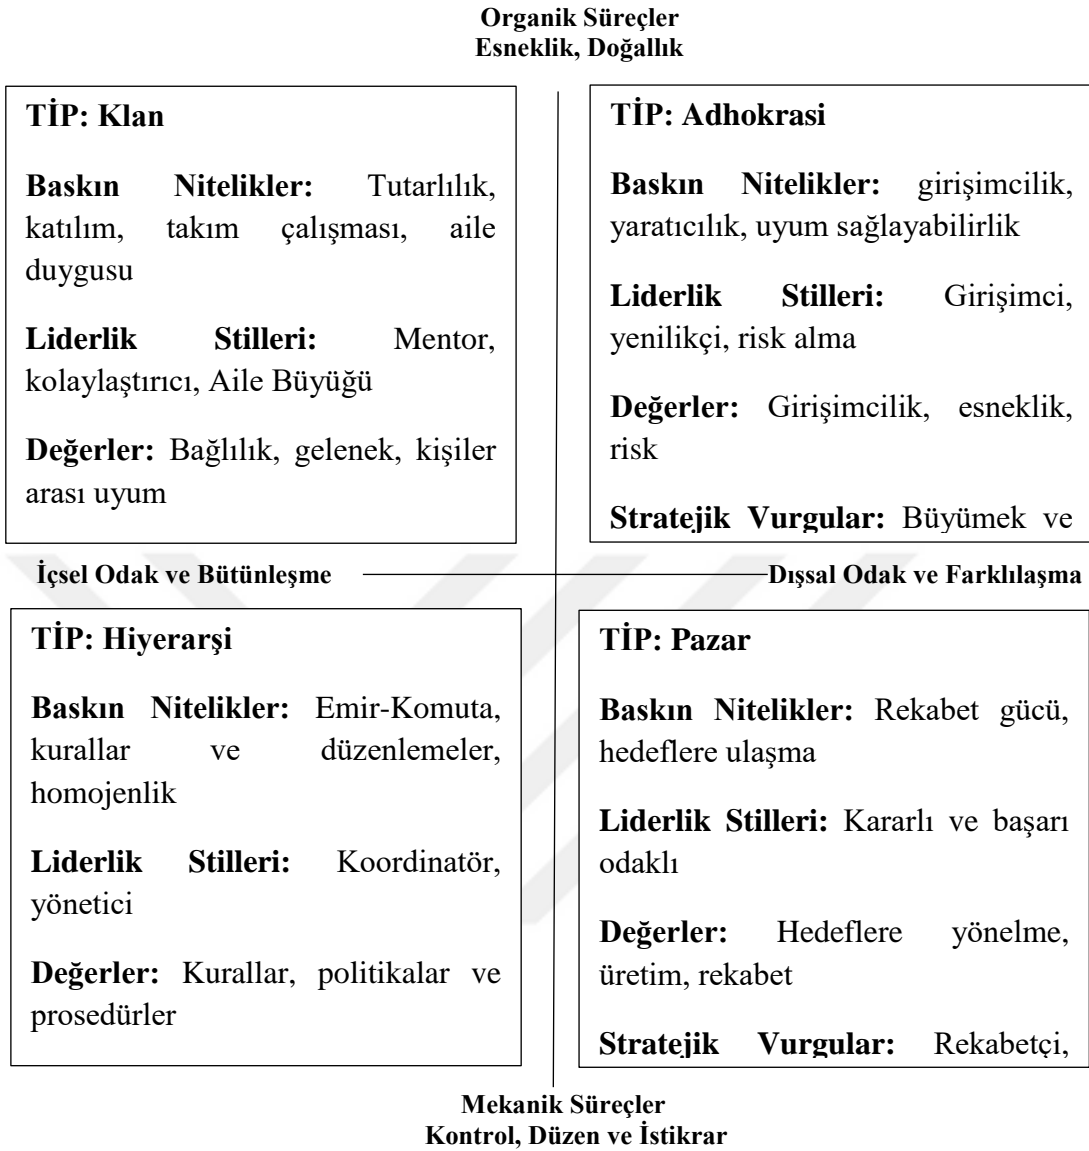 Organik Süreçler
Esneklik, Doğallık
TİP: Klan
Baskın Nitelikler: Tutarlılık,
katılım, takım çalışması, aile
duygusu
Liderlik Stilleri: Mentor,
kolaylaştırıcı, Aile Büyüğü
Değerler: Bağlılık, gelenek, kişiler
arası uyum
TİP: Adhokrasi
Baskın Nitelikler: girişimcilik,
yaratıcılık, uyum sağlayabilirlik
Liderlik Stilleri: Girişimci,
yenilikçi, risk alma
Değerler: Girişimcilik, esneklik,
risk
Stratejik Vurgular: Büyümek ve
İçsel Odak ve Bütünleşme
Dışsal Odak ve Farklılaşma
TİP: Hiyerarşi
Baskın Nitelikler: Emir-Komuta,
kurallar ve düzenlemeler,
homojenlik
Liderlik Stilleri: Koordinatör,
yönetici
Değerler: Kurallar, politikalar ve
prosedürler
TİP: Pazar
Baskın Nitelikler: Rekabet gücü,
hedeflere ulaşma
Liderlik Stilleri: Kararlı ve başarı
odaklı
Değerler: Hedeflere yönelme,
üretim, rekabet
Stratejik Vurgular: Rekabetçi,
Mekanik Süreçler
Kontrol, Düzen ve İstikrar